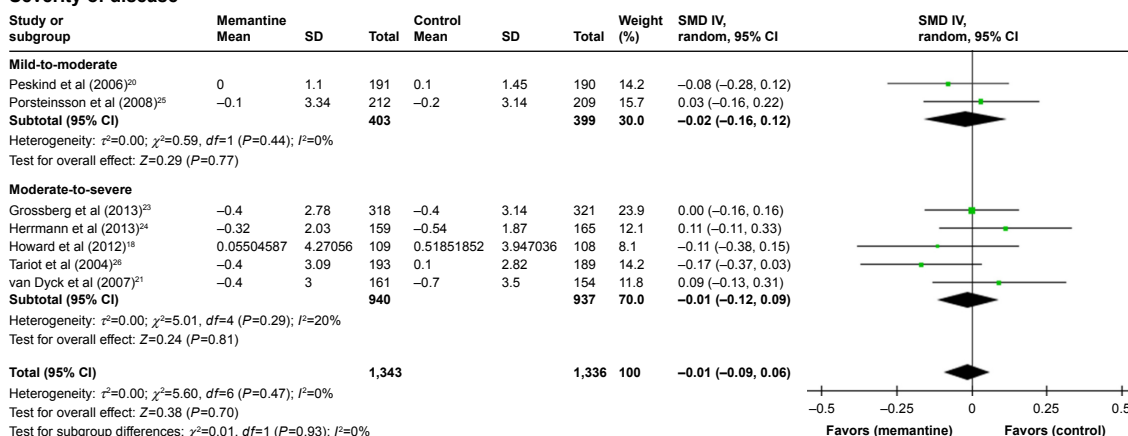 Severity of disease
Study or subgroup Memantine Mean SD Total Control Mean SD Total Weight (%) SMD IV, random, 95% CI SMD IV, random, 95% CI
Mild-to-moderate
Peskind et al (2006)²⁰ 0 1.1 191 0.1 1.45 190 14.2 −0.08 (−0.28, 0.12)
Porsteinsson et al (2008)²⁵ −0.1 3.34 212 −0.2 3.14 209 15.7 0.03 (−0.16, 0.22)
Subtotal (95% CI) 403 399 30.0 −0.02 (−0.16, 0.12)
Heterogeneity: τ²=0.00; χ²=0.59, df=1 (P=0.44); I²=0%
Test for overall effect: Z=0.29 (P=0.77)
Moderate-to-severe
Grossberg et al (2013)²³ −0.4 2.78 318 −0.4 3.14 321 23.9 0.00 (−0.16, 0.16)
Herrmann et al (2013)²⁴ −0.32 2.03 159 −0.54 1.87 165 12.1 0.11 (−0.11, 0.33)
Howard et al (2012)¹⁸ 0.05504587 4.27056 109 0.51851852 3.947036 108 8.1 −0.11 (−0.38, 0.15)
Tariot et al (2004)²⁶ −0.4 3.09 193 0.1 2.82 189 14.2 −0.17 (−0.37, 0.03)
van Dyck et al (2007)²¹ −0.4 3 161 −0.7 3.5 154 11.8 0.09 (−0.13, 0.31)
Subtotal (95% CI) 940 937 70.0 −0.01 (−0.12, 0.09)
Heterogeneity: τ²=0.00; χ²=5.01, df=4 (P=0.29); I²=20%
Test for overall effect: Z=0.24 (P=0.81)
Total (95% CI) 1,343 1,336 100 −0.01 (−0.09, 0.06)
Heterogeneity: τ²=0.00; χ²=5.60, df=6 (P=0.47); I²=0%
Test for overall effect: Z=0.38 (P=0.70)
Test for subgroup differences: χ²=0.01, df=1 (P=0.93); I²=0%
−0.5 −0.25 0 0.25 0.5
Favors (memantine) Favors (control)